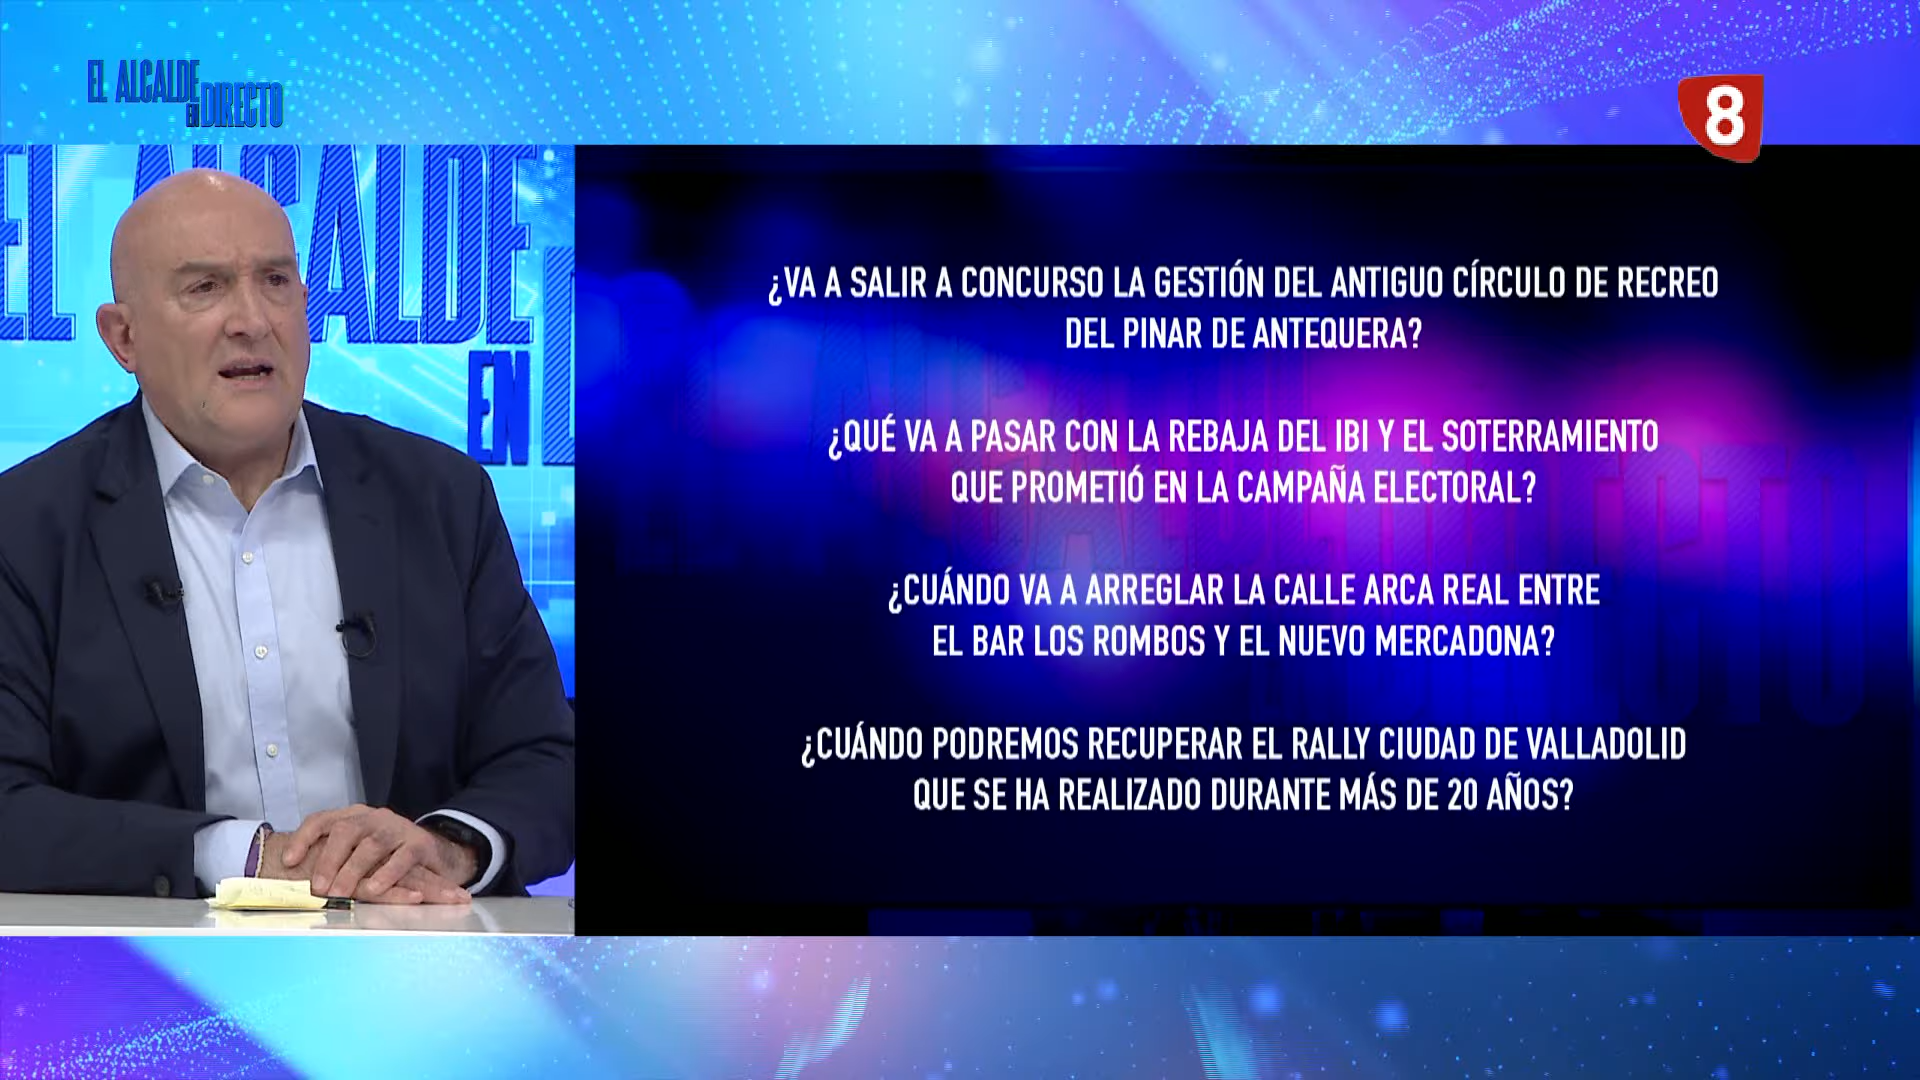 EL ALCALDE
EN DIRECTO
8
EL ALCALDE
EN
¿VA A SALIR A CONCURSO LA GESTIÓN DEL ANTIGUO CÍRCULO DE RECREO
DEL PINAR DE ANTEQUERA?
¿QUÉ VA A PASAR CON LA REBAJA DEL IBI Y EL SOTERRAMIENTO
QUE PROMETIÓ EN LA CAMPAÑA ELECTORAL?
¿CUÁNDO VA A ARREGLAR LA CALLE ARCA REAL ENTRE
EL BAR LOS ROMBOS Y EL NUEVO MERCADONA?
¿CUÁNDO PODREMOS RECUPERAR EL RALLY CIUDAD DE VALLADOLID
QUE SE HA REALIZADO DURANTE MÁS DE 20 AÑOS?